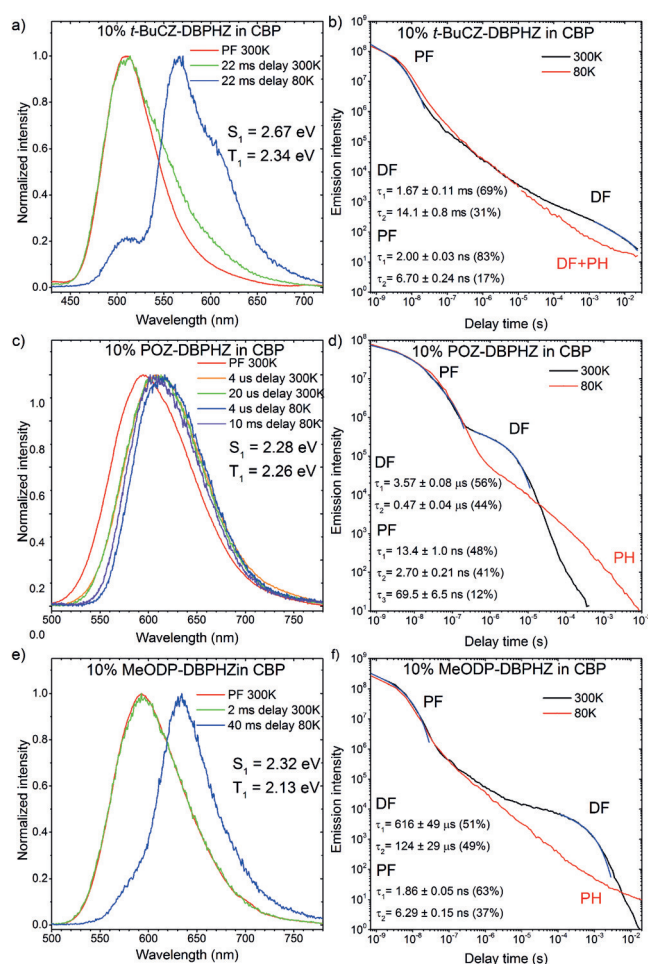 a)
10% t-BuCZ-DBPHZ in CBP
PF 300K
22 ms delay 300K
22 ms delay 80K
S1 = 2.67 eV
T1 = 2.34 eV
Normalized intensity
1.0
0.8
0.6
0.4
0.2
0.0
450 500 550 600 650 700
Wavelength (nm)
b)
10% t-BuCZ-DBPHZ in CBP
300K
80K
PF
DF
τ1= 1.67 ± 0.11 ms (69%)
τ2= 14.1 ± 0.8 ms (31%)
PF
τ1= 2.00 ± 0.03 ns (83%)
τ2= 6.70 ± 0.24 ns (17%)
DF
DF+PH
Emission intensity
10^9
10^8
10^7
10^6
10^5
10^4
10^3
10^2
10^1
10^0
10^-9 10^-8 10^-7 10^-6 10^-5 10^-4 10^-3 10^-2
Delay time (s)
c)
10% POZ-DBPHZ in CBP
PF 300K
4 us delay 300K
20 us delay 300K
4 us delay 80K
10 ms delay 80K
S1 = 2.28 eV
T1 = 2.26 eV
Normalized intensity
1.0
0.8
0.6
0.4
0.2
0.0
500 550 600 650 700 750
Wavelength (nm)
d)
10% POZ-DBPHZ in CBP
300K
80K
PF
DF
DF
τ1= 3.57 ± 0.08 μs (56%)
τ2= 0.47 ± 0.04 μs (44%)
PF
τ1= 13.4 ± 1.0 ns (48%)
τ2= 2.70 ± 0.21 ns (41%)
τ3= 69.5 ± 6.5 ns (12%)
PH
Emission intensity
10^8
10^7
10^6
10^5
10^4
10^3
10^2
10^1
10^-9 10^-8 10^-7 10^-6 10^-5 10^-4 10^-3 10^-2
Delay time (s)
e)
10% MeODP-DBPHZin CBP
PF 300K
2 ms delay 300K
40 ms delay 80K
S1 = 2.32 eV
T1 = 2.13 eV
Normalized intensity
1.0
0.8
0.6
0.4
0.2
0.0
500 550 600 650 700 750
Wavelength (nm)
f)
10% MeODP-DBPHZ in CBP
300K
80K
PF
DF
DF
τ1= 616 ± 49 μs (51%)
τ2= 124 ± 29 μs (49%)
PF
τ1= 1.86 ± 0.05 ns (63%)
τ2= 6.29 ± 0.15 ns (37%)
PH
Emission intensity
10^9
10^8
10^7
10^6
10^5
10^4
10^3
10^2
10^1
10^0
10^-9 10^-8 10^-7 10^-6 10^-5 10^-4 10^-3 10^-2
Delay time (s)